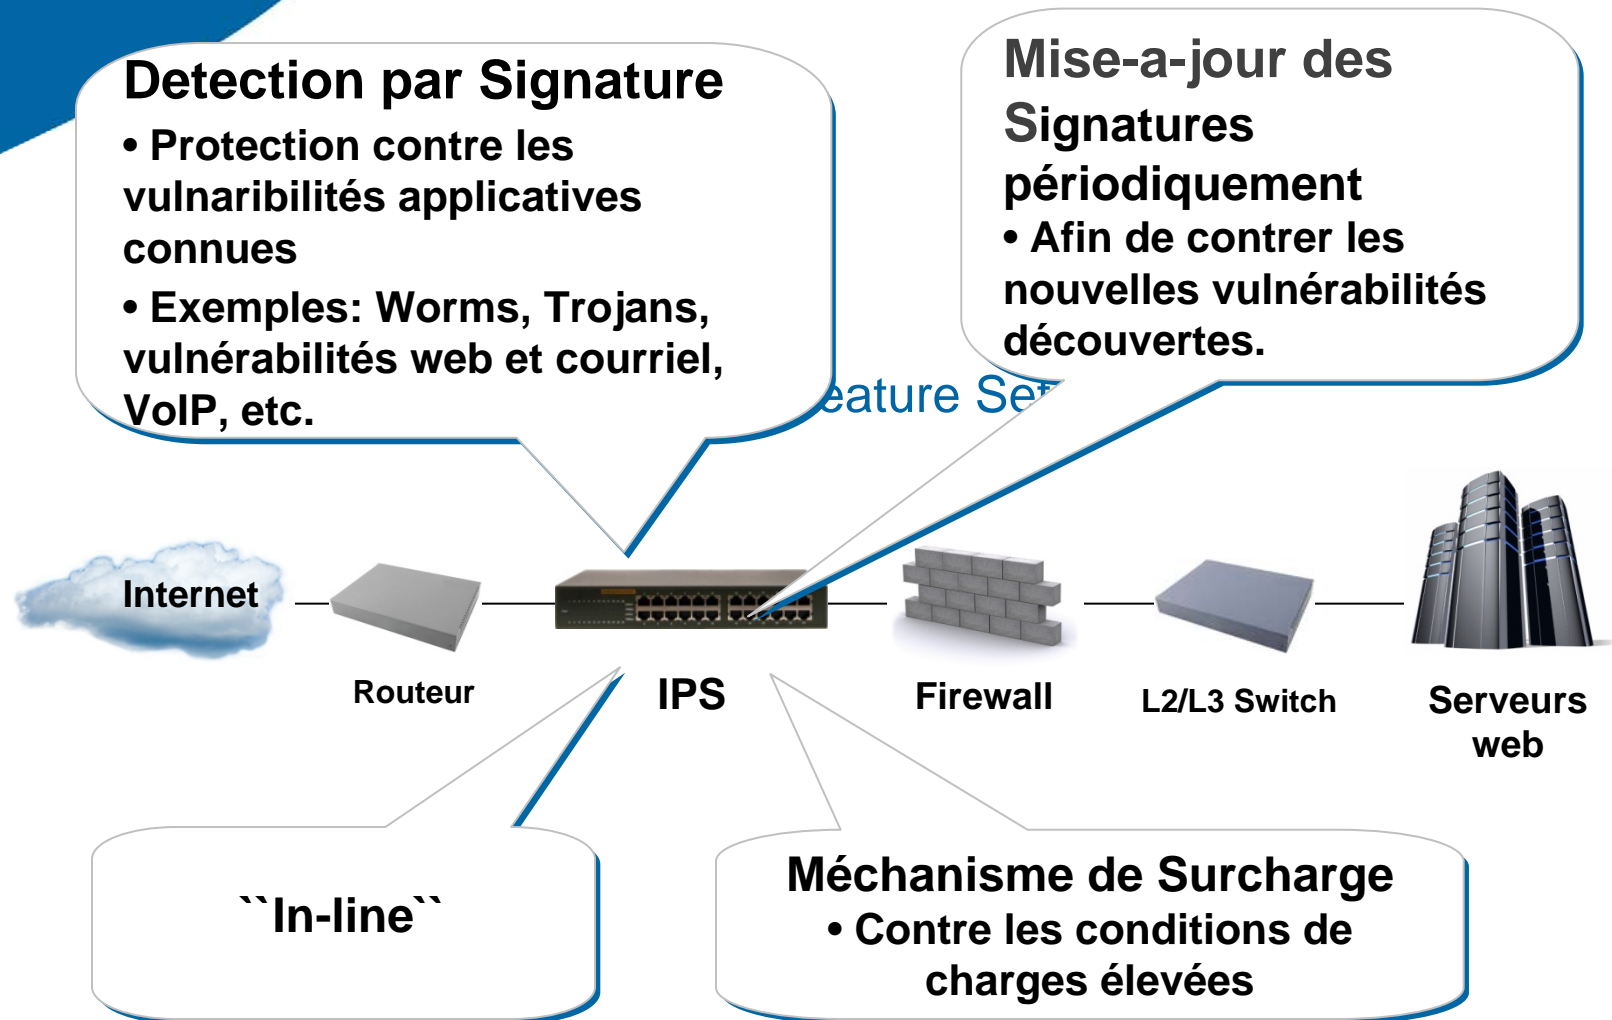 Detection par Signature
• Protection contre les
vulnaribilités applicatives
connues
• Exemples: Worms, Trojans,
vulnérabilités web et courriel,
VoIP, etc.
Mise-a-jour des
Signatures
périodiquement
• Afin de contrer les
nouvelles vulnérabilités
découvertes.
eature Set
Internet
Routeur
IPS
Firewall
L2/L3 Switch
Serveurs
web
``In-line``
Méchanisme de Surcharge
• Contre les conditions de
charges élevées